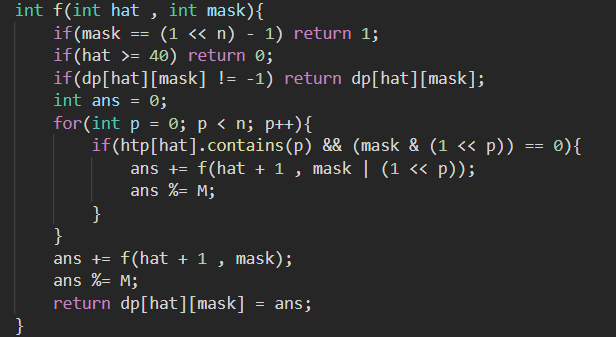 int f(int hat , int mask){
    if(mask == (1 << n) - 1) return 1;
    if(hat >= 40) return 0;
    if(dp[hat][mask] != -1) return dp[hat][mask];
    int ans = 0;
    for(int p = 0; p < n; p++){
        if(htp[hat].contains(p) && (mask & (1 << p)) == 0){
            ans += f(hat + 1 , mask | (1 << p));
            ans %= M;
        }
    }
    ans += f(hat + 1 , mask);
    ans %= M;
    return dp[hat][mask] = ans;
}